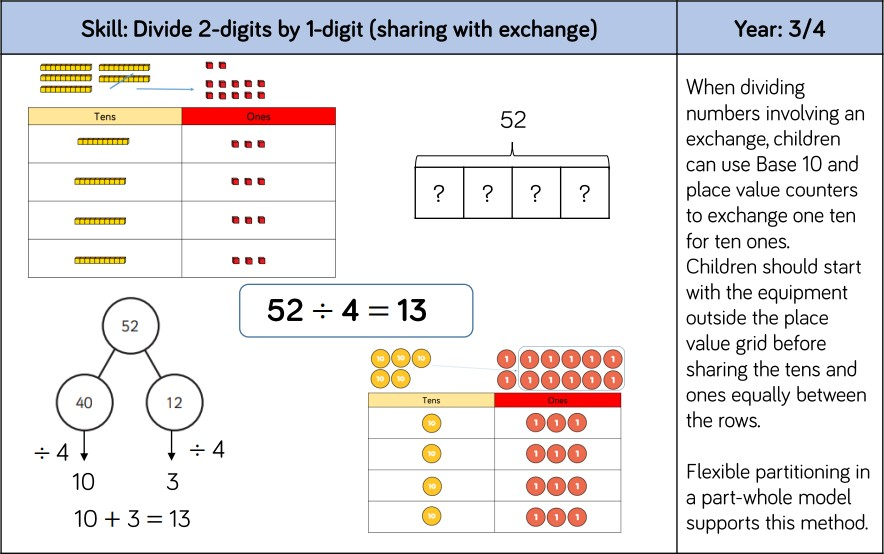 Skill: Divide 2-digits by 1-digit (sharing with exchange)
Year: 3/4
Tens
Ones
52
?
?
?
?
52 ÷ 4 = 13
52
40
12
÷ 4
÷ 4
10
3
10 + 3 = 13
10 10 10
10 10
1 1 1 1 1 1
1 1 1 1 1 1
Tens
Ones
10
1 1 1
10
1 1 1
10
1 1 1
10
1 1 1
When dividing
numbers involving an
exchange, children
can use Base 10 and
place value counters
to exchange one ten
for ten ones.
Children should start
with the equipment
outside the place
value grid before
sharing the tens and
ones equally between
the rows.
Flexible partitioning in
a part-whole model
supports this method.